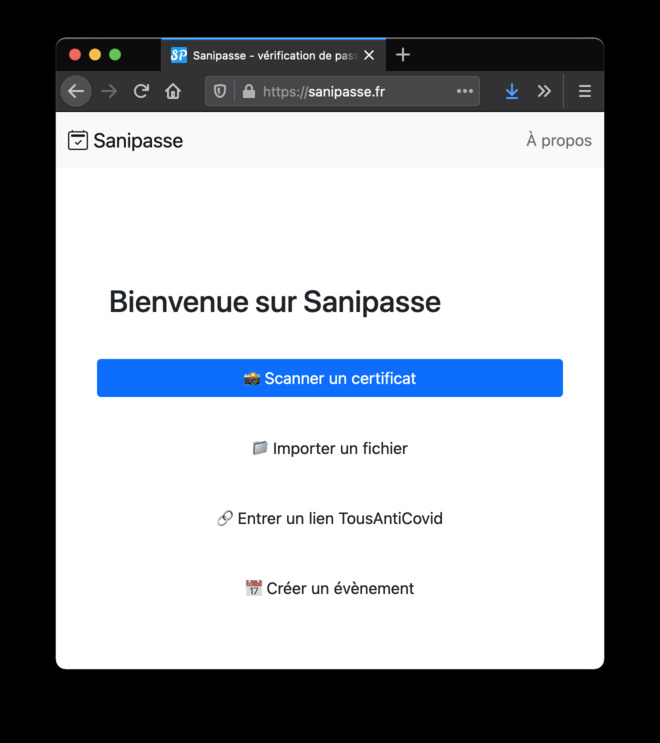 Sanipasse - vérification de pass
https://sanipasse.fr
Sanipasse
À propos
Bienvenue sur Sanipasse
Scanner un certificat
Importer un fichier
Entrer un lien TousAntiCovid
17
Créer un évènement